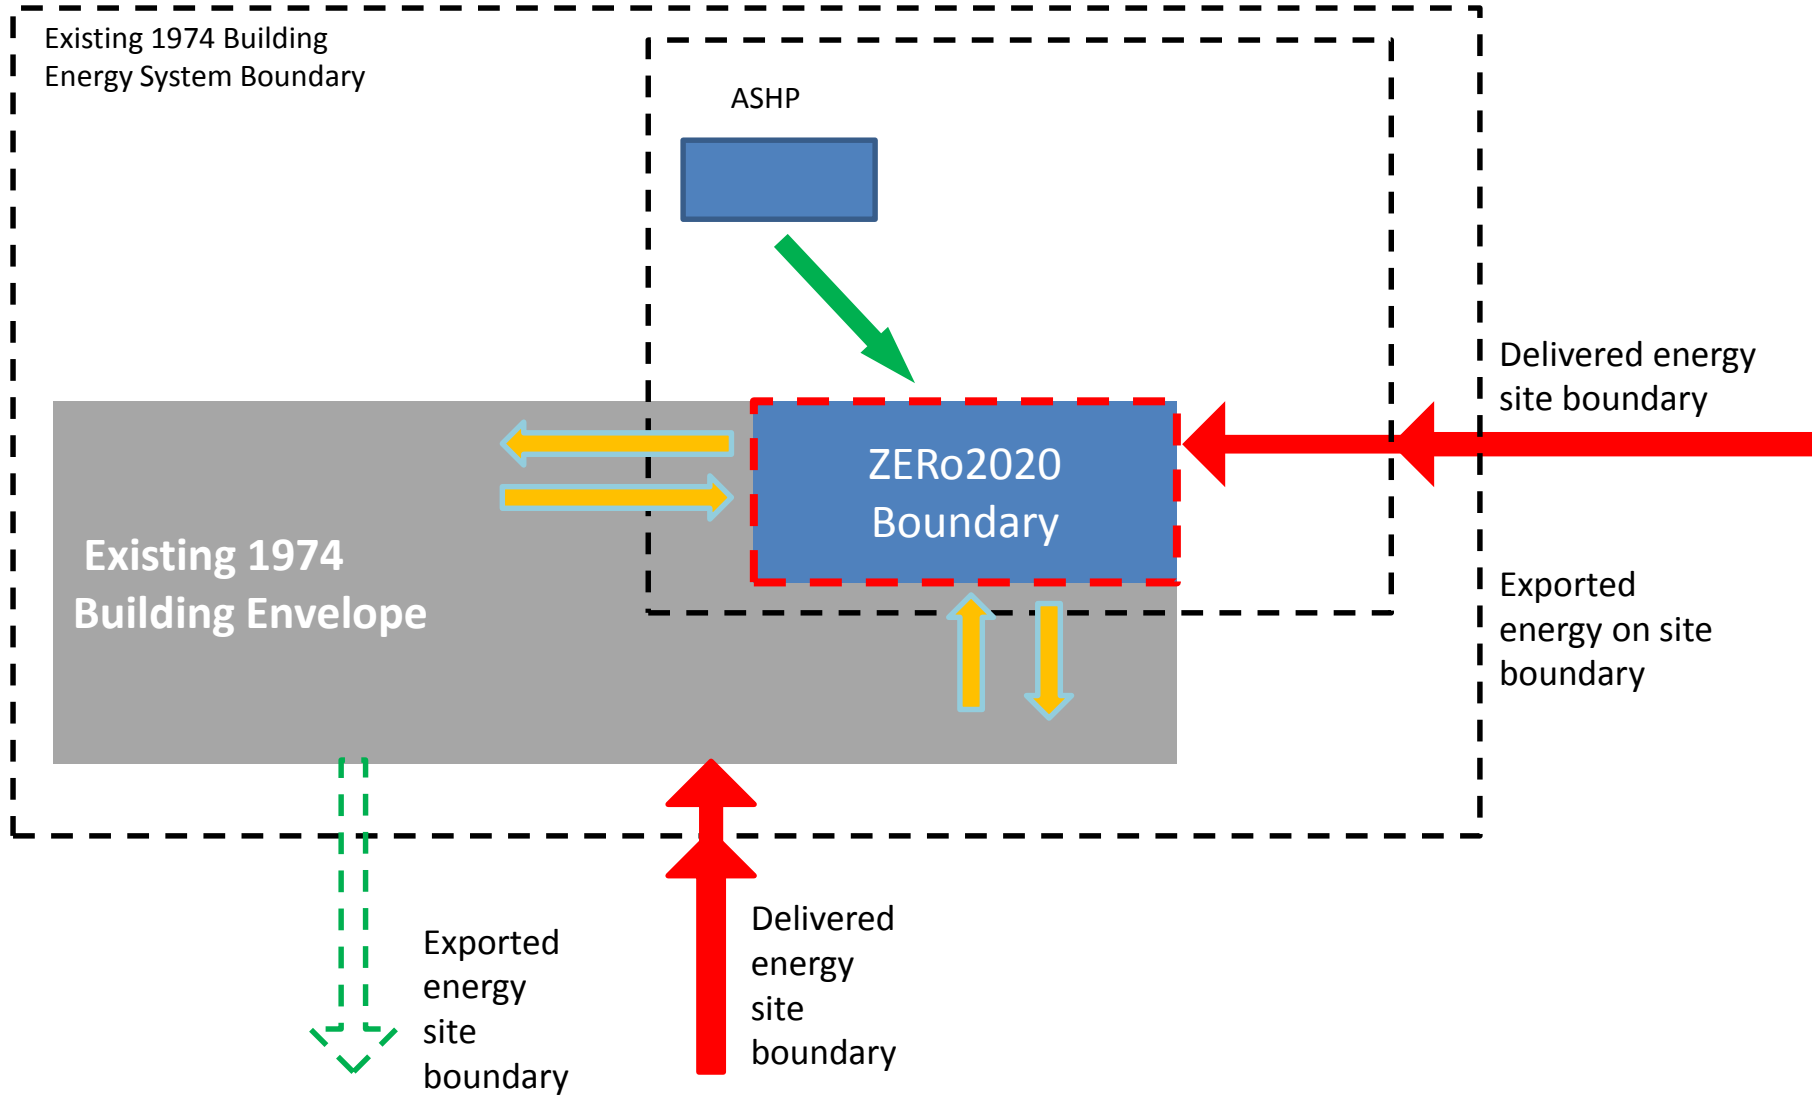 Existing 1974 Building
Energy System Boundary
ASHP
Delivered energy
site boundary
ZERo2020
Boundary
Existing 1974
Building Envelope
Exported
energy on site
boundary
Exported
energy
site
boundary
Delivered
energy
site
boundary